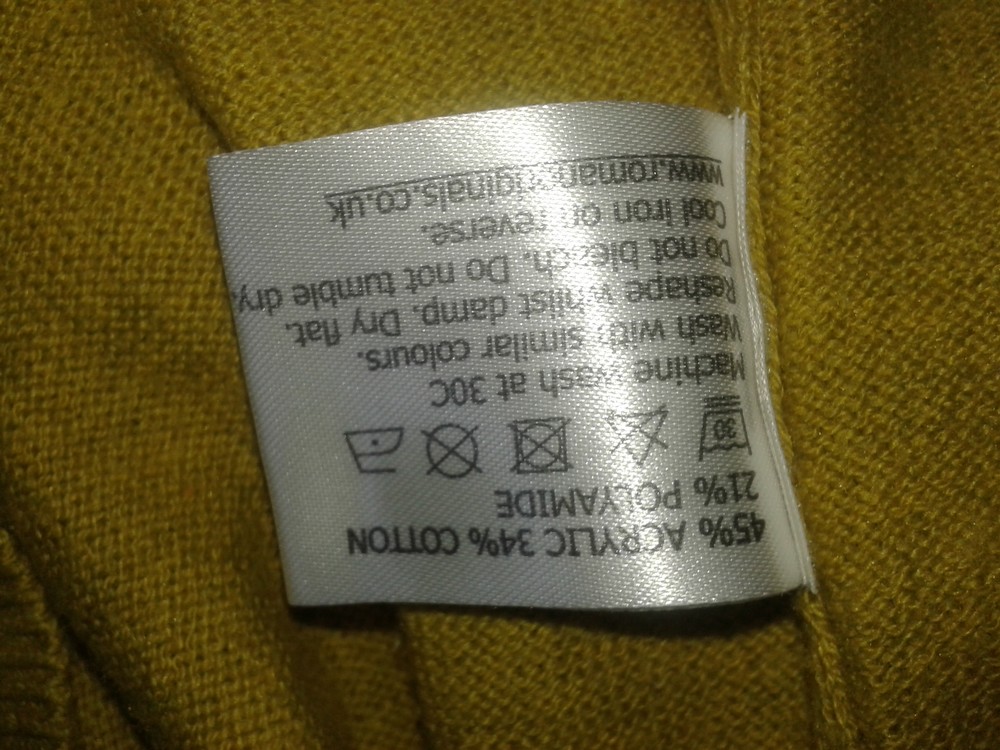 45% ACRYLIC 34% COTTON
21% POLYAMIDE
30
Machine wash at 30C
Wash with similar colours.
Reshape whilst damp. Dry flat.
Do not bleach. Do not tumble dry.
Cool iron on reverse.
www.romanoriginals.co.uk